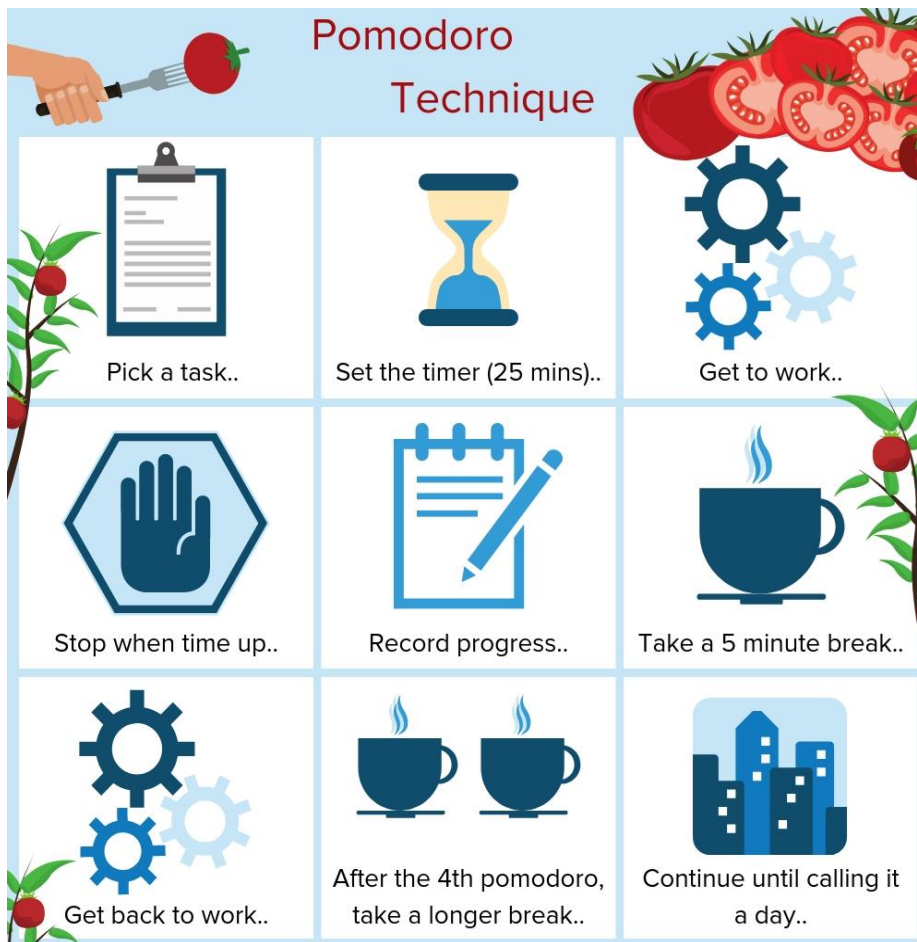 Pomodoro
Technique
Pick a task..
Set the timer (25 mins)..
Get to work..
Stop when time up..
Record progress..
Take a 5 minute break..
Get back to work..
After the 4th pomodoro,
take a longer break..
Continue until calling it
a day..